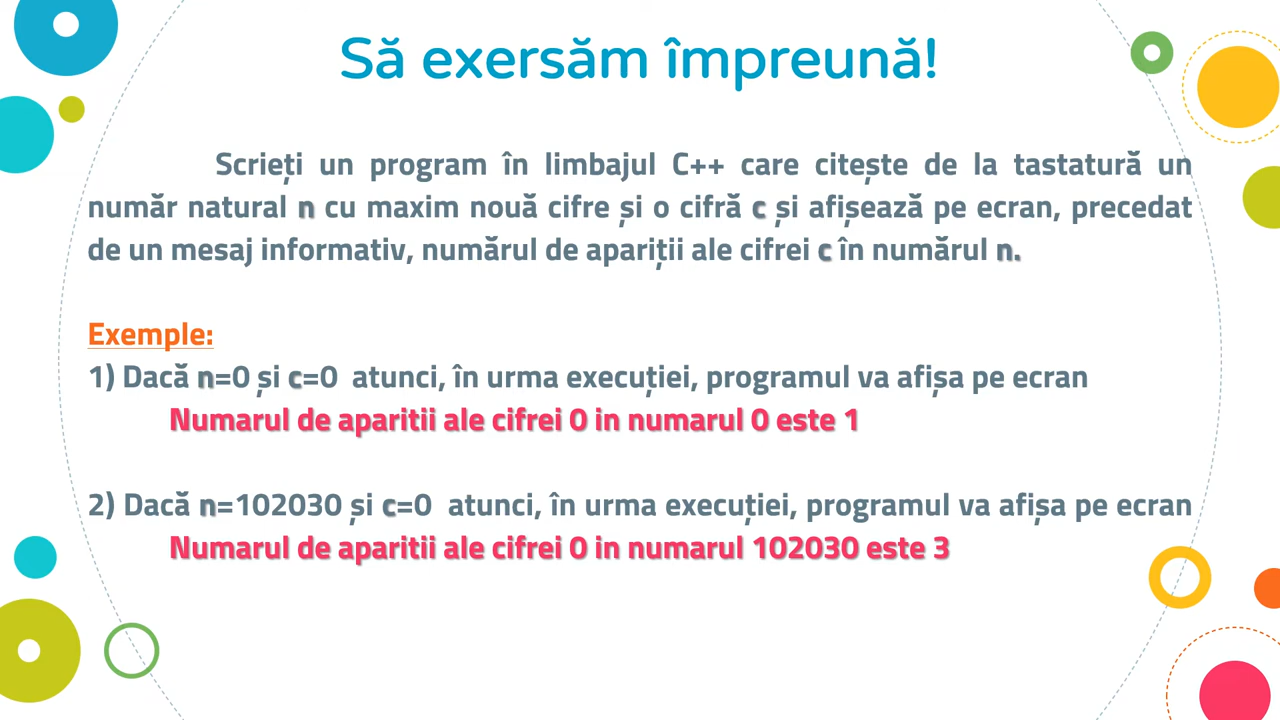 Să exersăm împreună!
Scrieți un program în limbajul C++ care citește de la tastatură un
număr natural n cu maxim nouă cifre și o cifră c și afișează pe ecran, precedat
de un mesaj informativ, numărul de apariții ale cifrei c în numărul n.
Exemple:
1) Dacă n=0 și c=0 atunci, în urma execuției, programul va afișa pe ecran
Numarul de aparitii ale cifrei 0 in numarul 0 este 1
2) Dacă n=102030 și c=0 atunci, în urma execuției, programul va afișa pe ecran
Numarul de aparitii ale cifrei 0 in numarul 102030 este 3